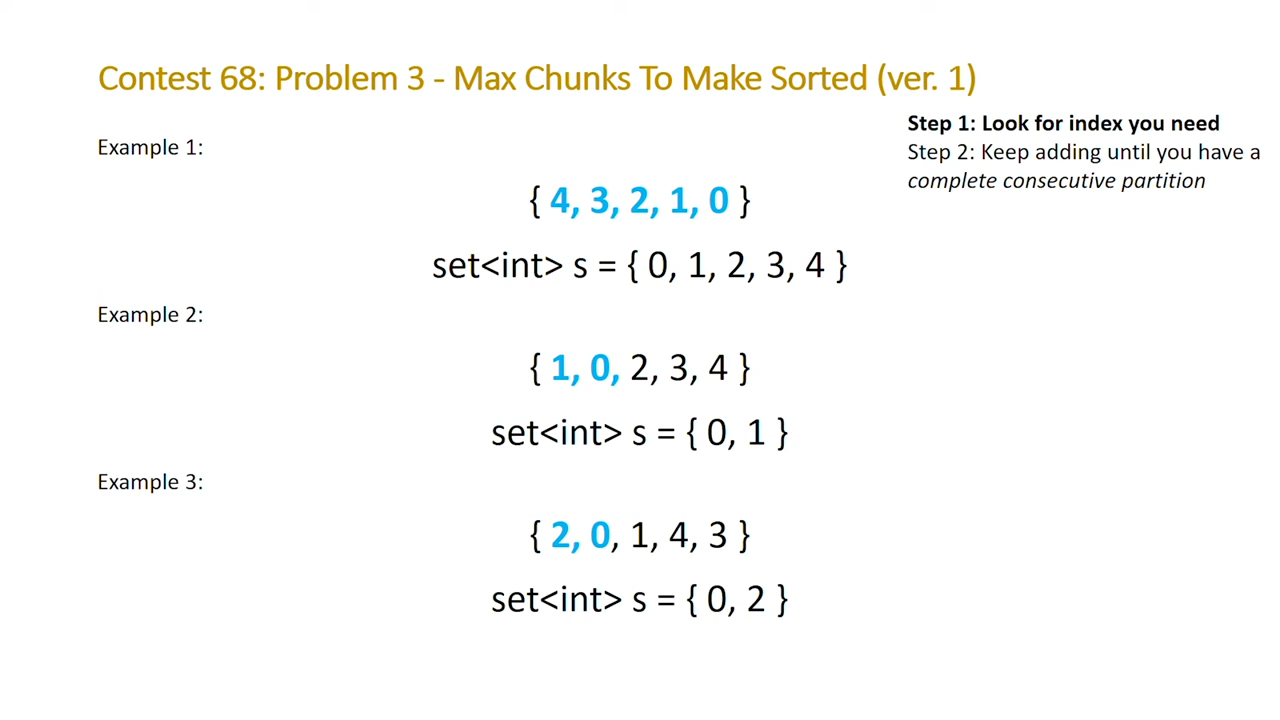 Contest 68: Problem 3 - Max Chunks To Make Sorted (ver. 1)
Step 1: Look for index you need
Step 2: Keep adding until you have a
complete consecutive partition
Example 1:
{ 4, 3, 2, 1, 0 }
set<int> s = { 0, 1, 2, 3, 4 }
Example 2:
{ 1, 0, 2, 3, 4 }
set<int> s = { 0, 1 }
Example 3:
{ 2, 0, 1, 4, 3 }
set<int> s = { 0, 2 }